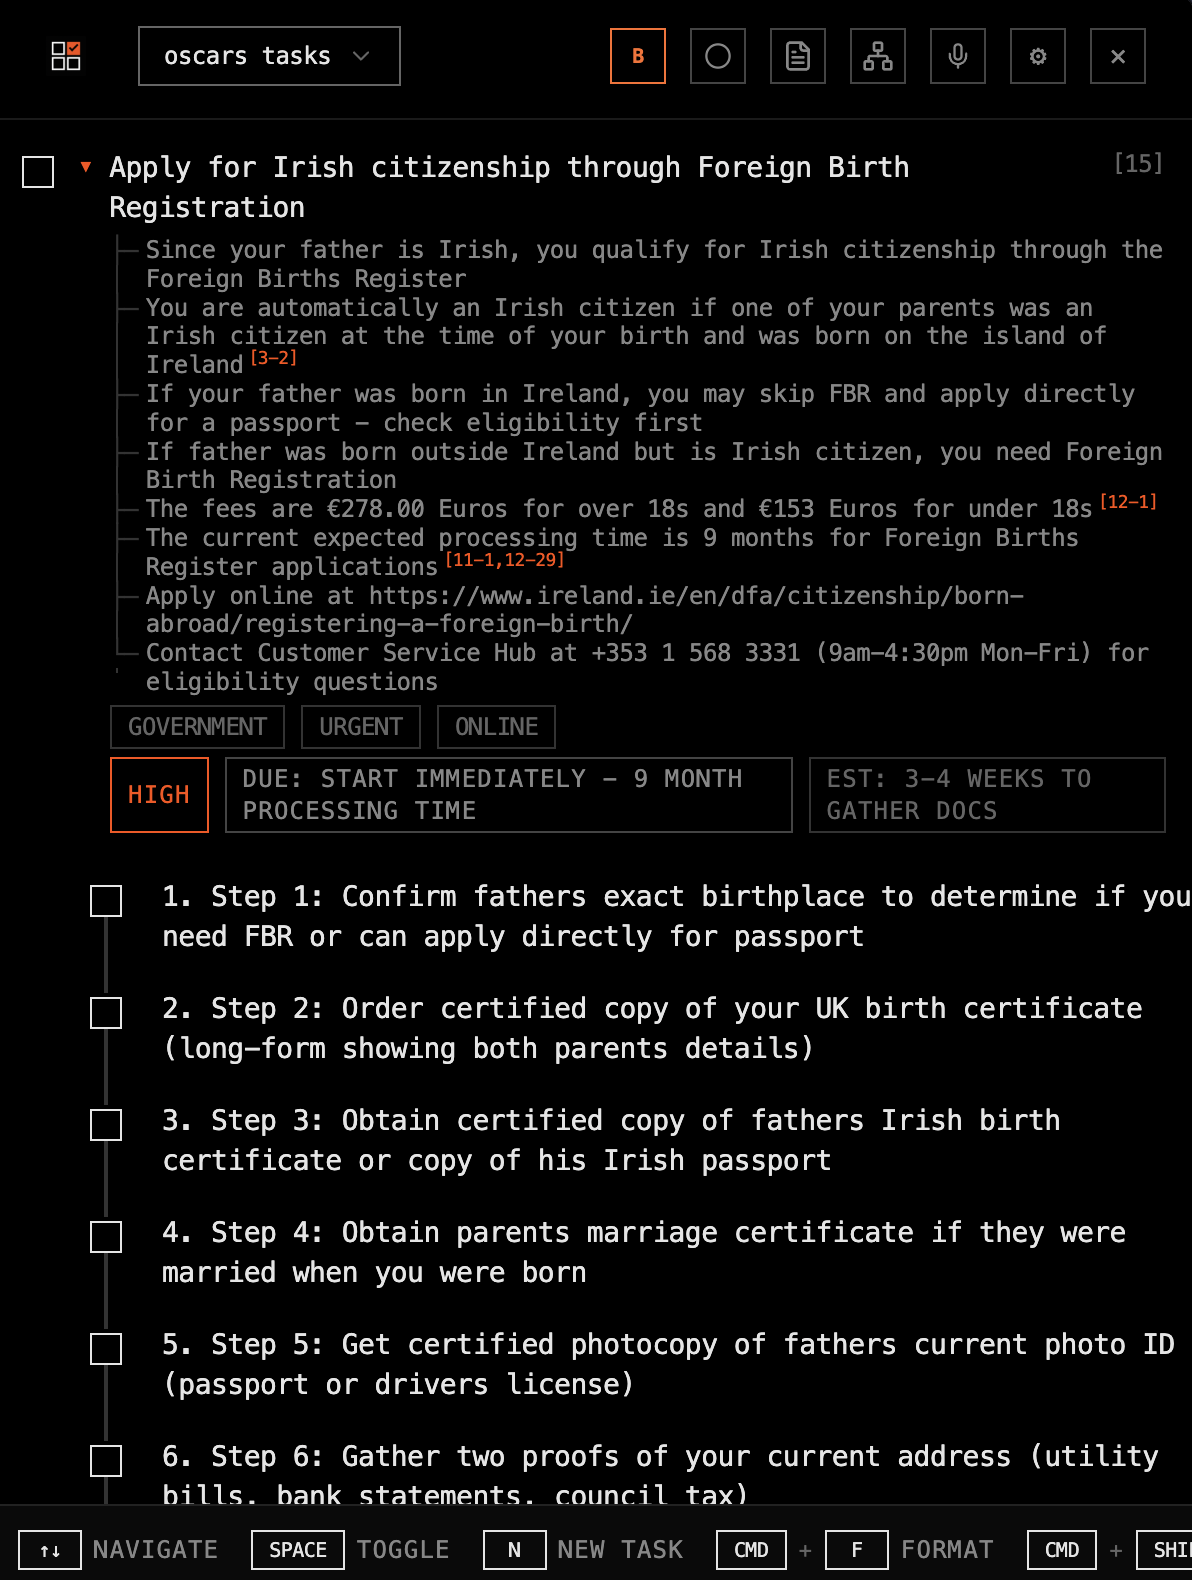 oscars tasks
B
Apply for Irish citizenship through Foreign Birth
[15]
Registration
Since your father is Irish, you qualify for Irish citizenship through the
Foreign Births Register
You are automatically an Irish citizen if one of your parents was an
Irish citizen at the time of your birth and was born on the island of
Ireland [3-2]
If your father was born in Ireland, you may skip FBR and apply directly
for a passport - check eligibility first
If father was born outside Ireland but is Irish citizen, you need Foreign
Birth Registration
The fees are €278.00 Euros for over 18s and €153 Euros for under 18s [12-1]
The current expected processing time is 9 months for Foreign Births
Register applications [11-1,12-29]
Apply online at https://www.ireland.ie/en/dfa/citizenship/born-
abroad/registering-a-foreign-birth/
Contact Customer Service Hub at +353 1 568 3331 (9am-4:30pm Mon-Fri) for
eligibility questions
GOVERNMENT URGENT ONLINE
HIGH
DUE: START IMMEDIATELY - 9 MONTH
PROCESSING TIME
EST: 3-4 WEEKS TO
GATHER DOCS
1. Step 1: Confirm fathers exact birthplace to determine if you
need FBR or can apply directly for passport
2. Step 2: Order certified copy of your UK birth certificate
(long-form showing both parents details)
3. Step 3: Obtain certified copy of fathers Irish birth
certificate or copy of his Irish passport
4. Step 4: Obtain parents marriage certificate if they were
married when you were born
5. Step 5: Get certified photocopy of fathers current photo ID
(passport or drivers license)
6. Step 6: Gather two proofs of your current address (utility
bills, bank statements, council tax)
↑↓ NAVIGATE SPACE TOGGLE N NEW TASK CMD + F FORMAT CMD + SHI